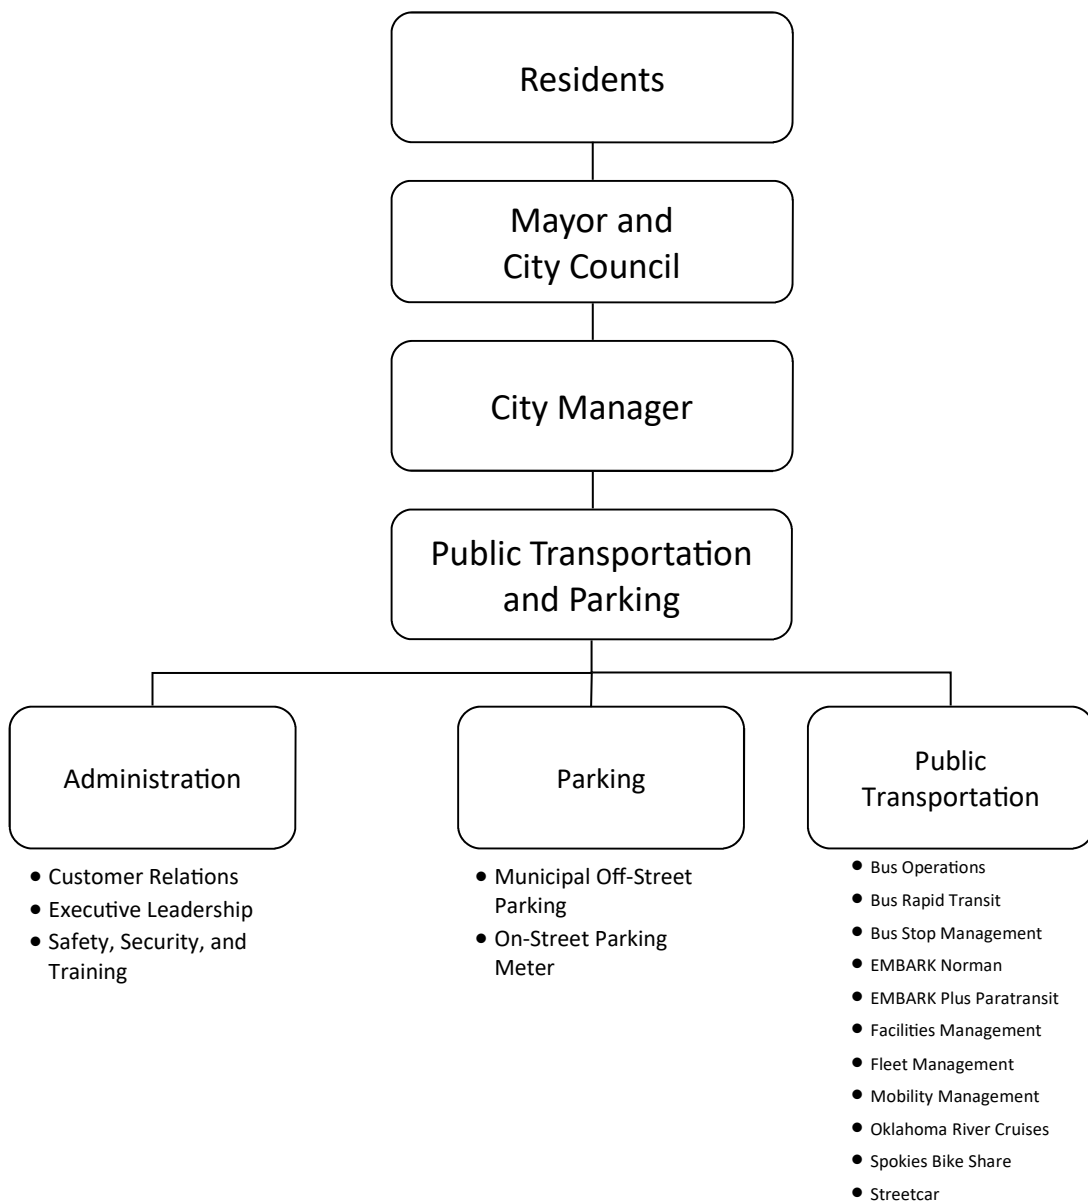 Residents
Mayor and
City Council
City Manager
Public Transportation
and Parking
Administration
• Customer Relations
• Executive Leadership
• Safety, Security, and
Training
Parking
• Municipal Off-Street
Parking
• On-Street Parking
Meter
Public
Transportation
• Bus Operations
• Bus Rapid Transit
• Bus Stop Management
• EMBARK Norman
• EMBARK Plus Paratransit
• Facilities Management
• Fleet Management
• Mobility Management
• Oklahoma River Cruises
• Spokies Bike Share
• Streetcar